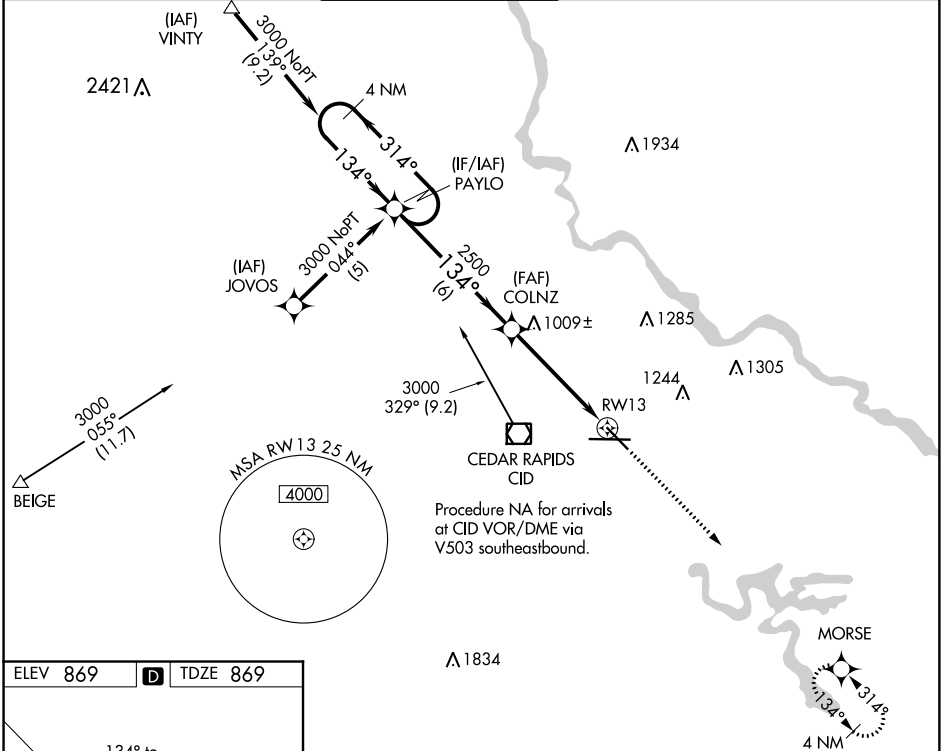 (IAF)
VINTY
3000 NoPT
139°
(9.2)
2421
4 NM
314°
134°
(IF/IAF)
PAYLO
1934
3000 NoPT
044°
(5)
(IAF)
JOVOS
2500
134°
(6)
(FAF)
COLNZ
1009±
1285
1305
1244
3000
329° (9.2)
RW13
3000
055°
(11.7)
BEIGE
MSA RW13 25 NM
4000
CEDAR RAPIDS
CID
Procedure NA for arrivals
at CID VOR/DME via
V503 southeastbound.
1834
MORSE
314°
134°
4 NM
ELEV 869 D TDZE 869
134° to